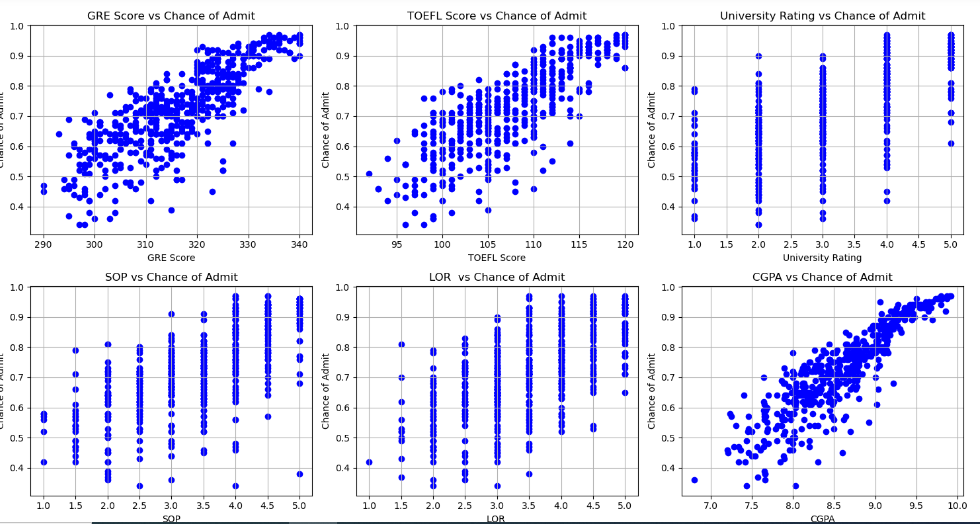 GRE Score vs Chance of Admit
TOEFL Score vs Chance of Admit
University Rating vs Chance of Admit
1.0
0.9
0.8
0.7
0.6
0.5
0.4
Chance of Admit
290 300 310 320 330 340
GRE Score
1.0
0.9
0.8
0.7
0.6
0.5
0.4
Chance of Admit
95 100 105 110 115 120
TOEFL Score
1.0
0.9
0.8
0.7
0.6
0.5
0.4
Chance of Admit
1.0 1.5 2.0 2.5 3.0 3.5 4.0 4.5 5.0
University Rating
SOP vs Chance of Admit
LOR vs Chance of Admit
CGPA vs Chance of Admit
1.0
0.9
0.8
0.7
0.6
0.5
0.4
Chance of Admit
1.0 1.5 2.0 2.5 3.0 3.5 4.0 4.5 5.0
SOP
1.0
0.9
0.8
0.7
0.6
0.5
0.4
Chance of Admit
1.0 1.5 2.0 2.5 3.0 3.5 4.0 4.5 5.0
LOR
1.0
0.9
0.8
0.7
0.6
0.5
0.4
Chance of Admit
7.0 7.5 8.0 8.5 9.0 9.5 10.0
CGPA